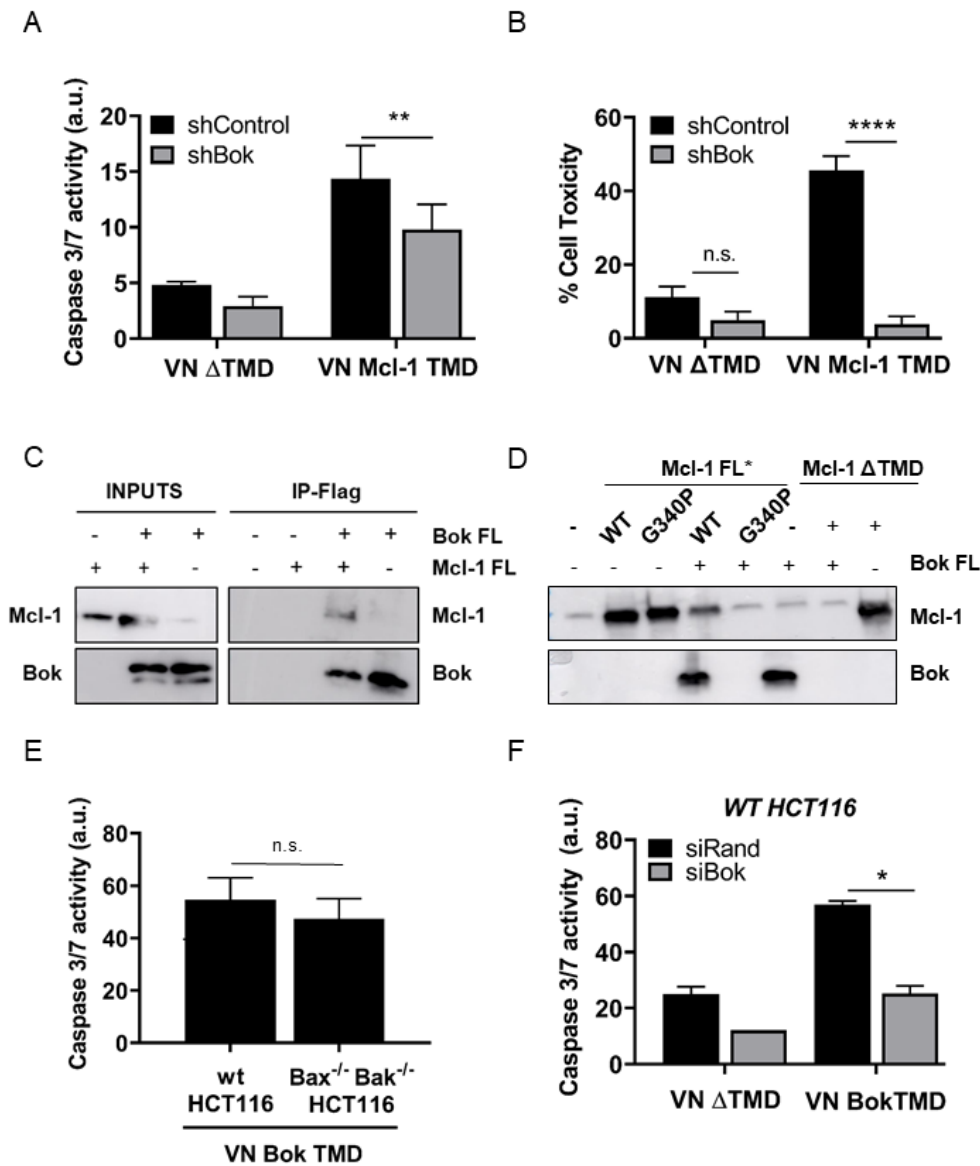 A
Caspase 3/7 activity (a.u.)
20
15
10
5
0
shControl
shBok
**
VN ΔTMD
VN Mcl-1 TMD
B
% Cell Toxicity
60
40
20
0
shControl
shBok
n.s.
****
VN ΔTMD
VN Mcl-1 TMD
C
INPUTS
IP-Flag
- + + - - + + Bok FL
+ + - - + + - Mcl-1 FL
Mcl-1
Mcl-1
Bok
Bok
D
Mcl-1 FL*
Mcl-1 ΔTMD
- WT G340P WT G340P - + +
Bok FL - - - + + + + -
Mcl-1
Bok
E
Caspase 3/7 activity (a.u.)
80
60
40
20
0
n.s.
wt
HCT116
Bax-/- Bak-/-
HCT116
VN Bok TMD
F
WT HCT116
Caspase 3/7 activity (a.u.)
80
60
40
20
0
siRand
siBok
*
VN ΔTMD
VN BokTMD